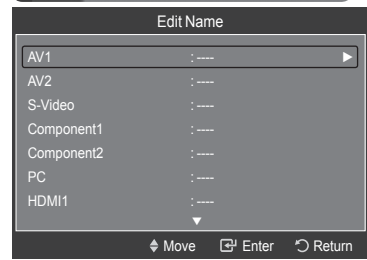 Edit Name
AV1 : ---- ►
AV2 : ----
S-Video : ----
Component1 : ----
Component2 : ----
PC : ----
HDMI1 : ----
▼
Move Enter Return